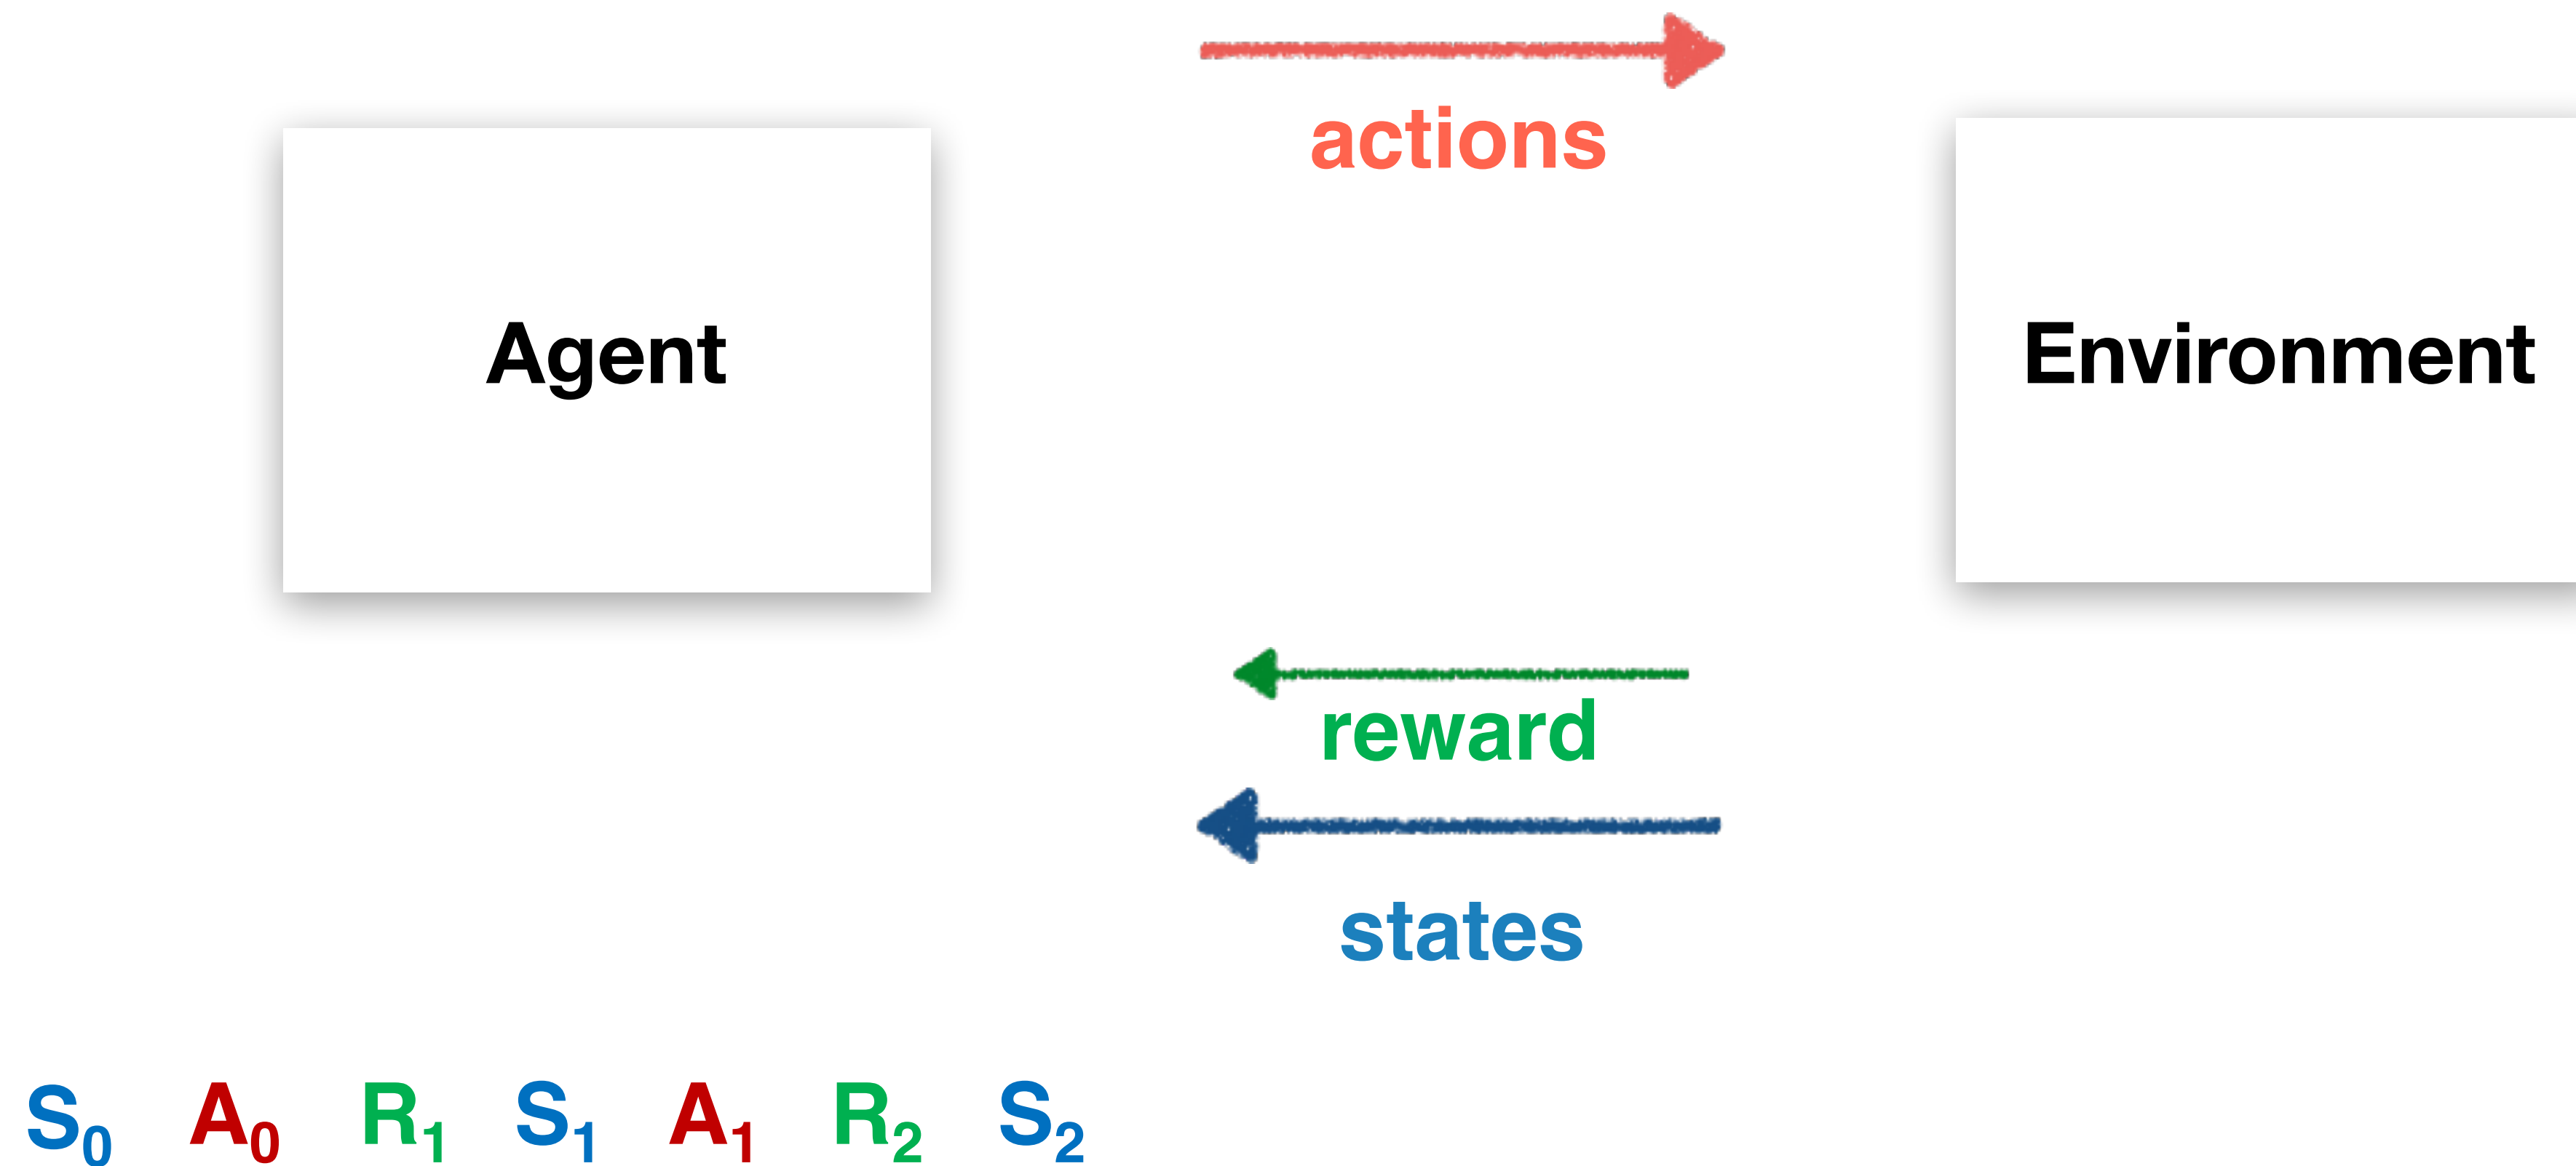 actions
Agent
Environment
reward
states
S₀ A₀ R₁ S₁ A₁ R₂ S₂